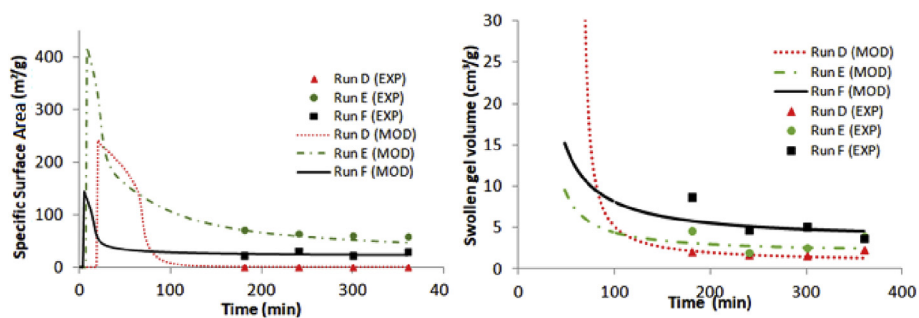 Specific Surface Area (m²/g)
400
300
200
100
0
0
100
200
300
40
Time (min)
Run D (EXP)
Run E (EXP)
Run F (EXP)
Run D (MOD)
Run E (MOD)
Run F (MOD)
Swollen gel volume (cm³/g)
30
25
20
15
10
5
0
0
100
200
300
400
Time (min)
Run D (MOD)
Run E (MOD)
Run F (MOD)
Run D (EXP)
Run E (EXP)
Run F (EXP)